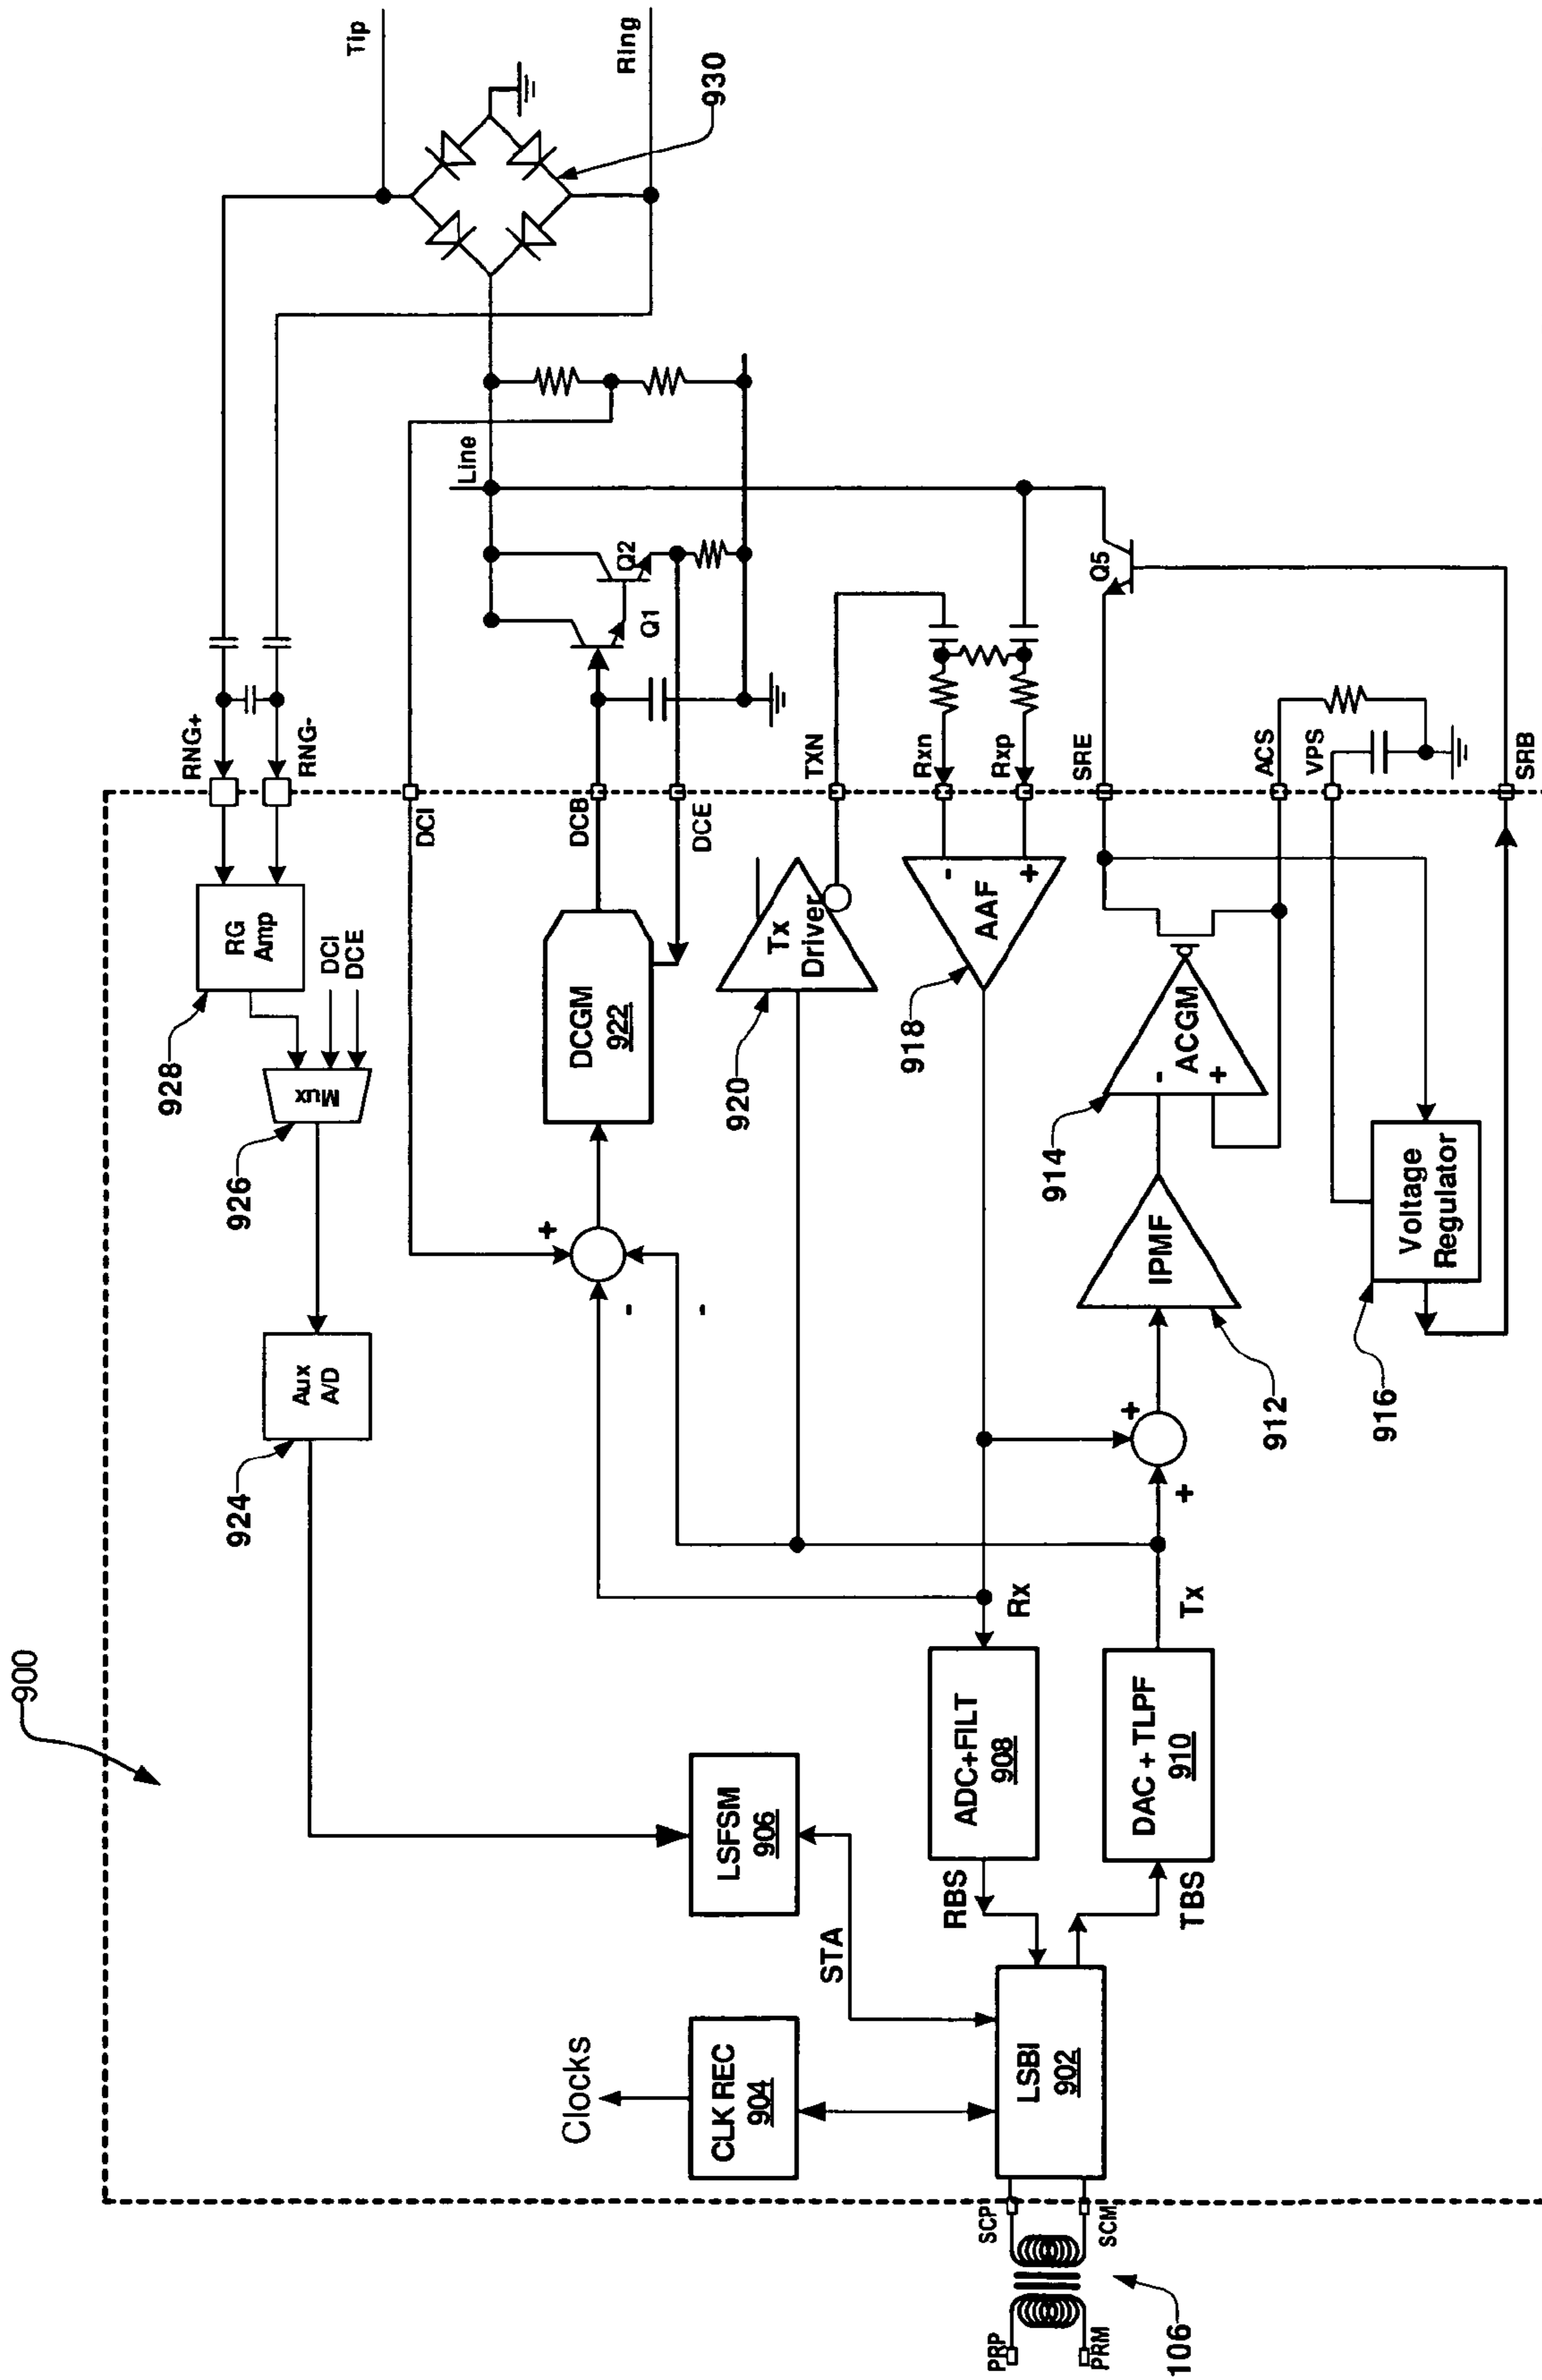 900
Tip
Ring
930
RNG+
RNG-
928
RG
Amp
DCI
DCE
Mux
926
Aux
A/D
924
DCI
Line
Q2
Q1
DCB
DCE
DCGM
922
+
-
-
TXN
Tx
Driver
920
Rxn
Rxp
-
+
AAF
918
SRE
Q5
ACS
VPS
SRB
-
+
ACGM
914
IPMF
912
Voltage
Regulator
916
+
+
Rx
Tx
ADC+FILT
908
DAC + TLPF
910
RBS
TBS
LSFSM
906
STA
Clocks
CLK REC
904
LSBI
902
SCP
SCM
PRP
PRM
106